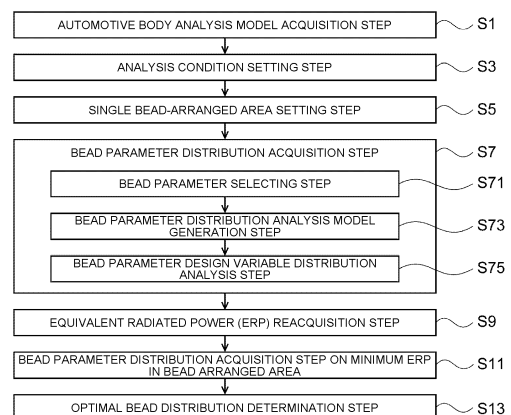 AUTOMOTIVE BODY ANALYSIS MODEL ACQUISITION STEP S1
ANALYSIS CONDITION SETTING STEP S3
SINGLE BEAD-ARRANGED AREA SETTING STEP S5
BEAD PARAMETER DISTRIBUTION ACQUISITION STEP S7
BEAD PARAMETER SELECTING STEP S71
BEAD PARAMETER DISTRIBUTION ANALYSIS MODEL
GENERATION STEP S73
BEAD PARAMETER DESIGN VARIABLE DISTRIBUTION
ANALYSIS STEP S75
EQUIVALENT RADIATED POWER (ERP) REACQUISITION STEP S9
BEAD PARAMETER DISTRIBUTION ACQUISITION STEP ON MINIMUM ERP
IN BEAD ARRANGED AREA S11
OPTIMAL BEAD DISTRIBUTION DETERMINATION STEP S13